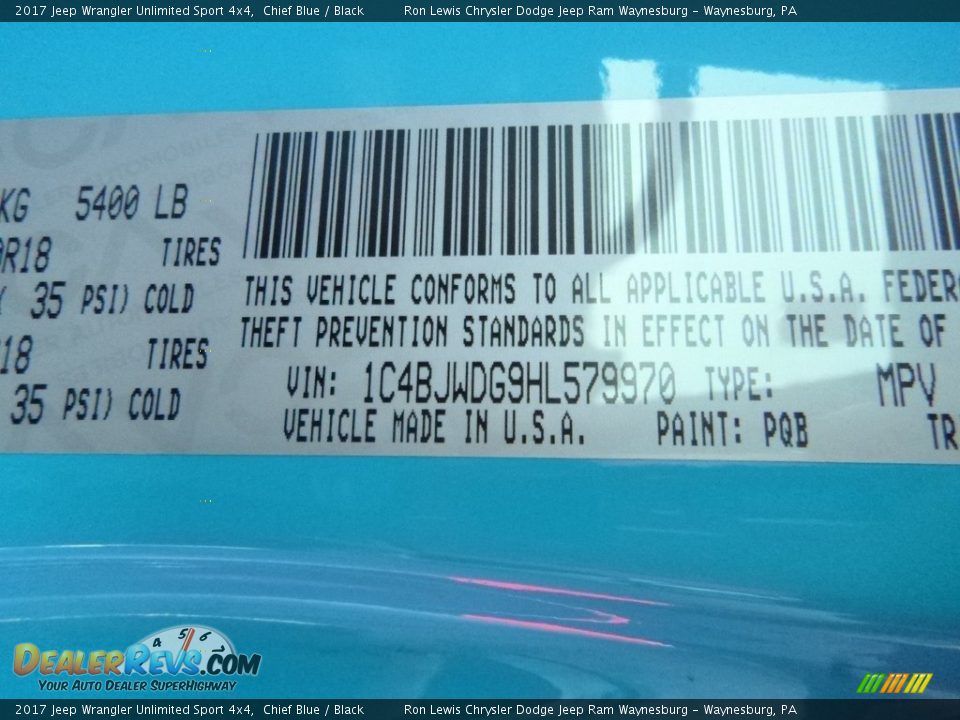 2017 Jeep Wrangler Unlimited Sport 4x4, Chief Blue / Black Ron Lewis Chrysler Dodge Jeep Ram Waynesburg - Waynesburg, PA
KG 5400 LB
R18 TIRES
35 PSI) COLD
18 TIRES
35 PSI) COLD
THIS VEHICLE CONFORMS TO ALL APPLICABLE U.S.A. FEDER
THEFT PREVENTION STANDARDS IN EFFECT ON THE DATE OF
VIN: 1C4BJWDG9HL579970 TYPE: MPV
VEHICLE MADE IN U.S.A. PAINT: PQB TR
4 5 6
DealerRevs.com
Your Auto Dealer SuperHighway
2017 Jeep Wrangler Unlimited Sport 4x4, Chief Blue / Black Ron Lewis Chrysler Dodge Jeep Ram Waynesburg - Waynesburg, PA